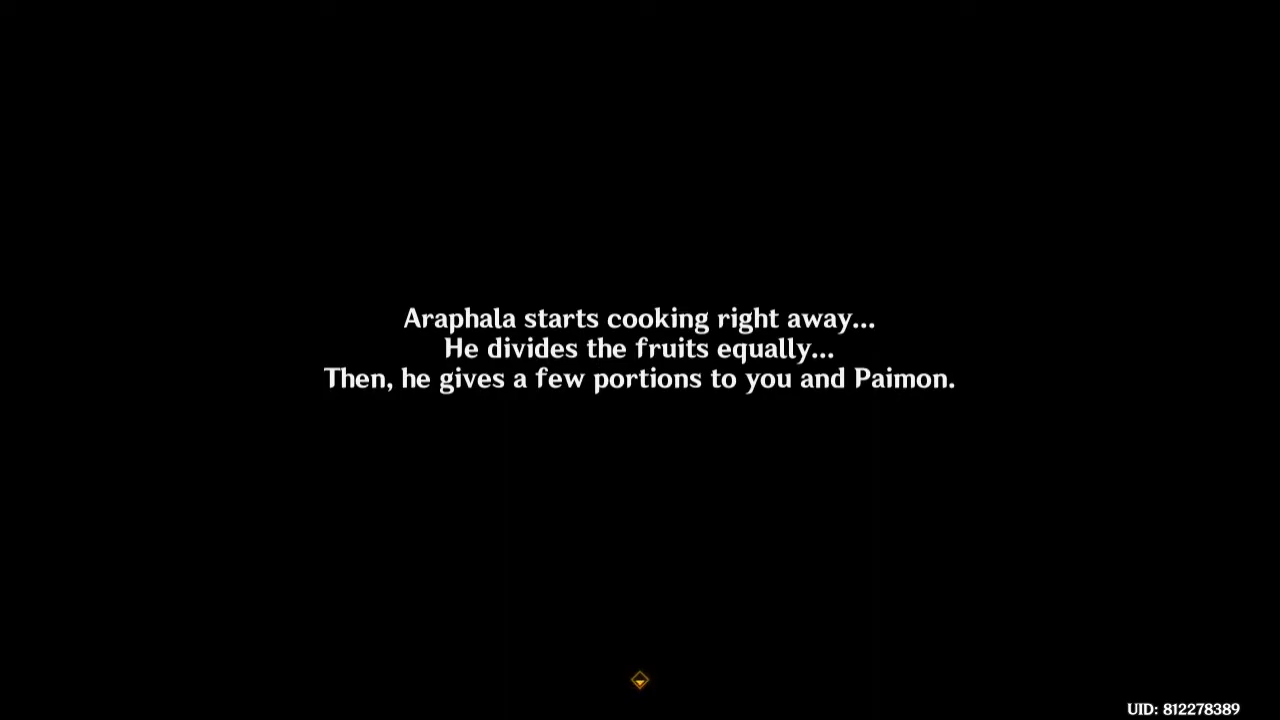 Araphala starts cooking right away...
He divides the fruits equally...
Then, he gives a few portions to you and Paimon.
UID: 812278389